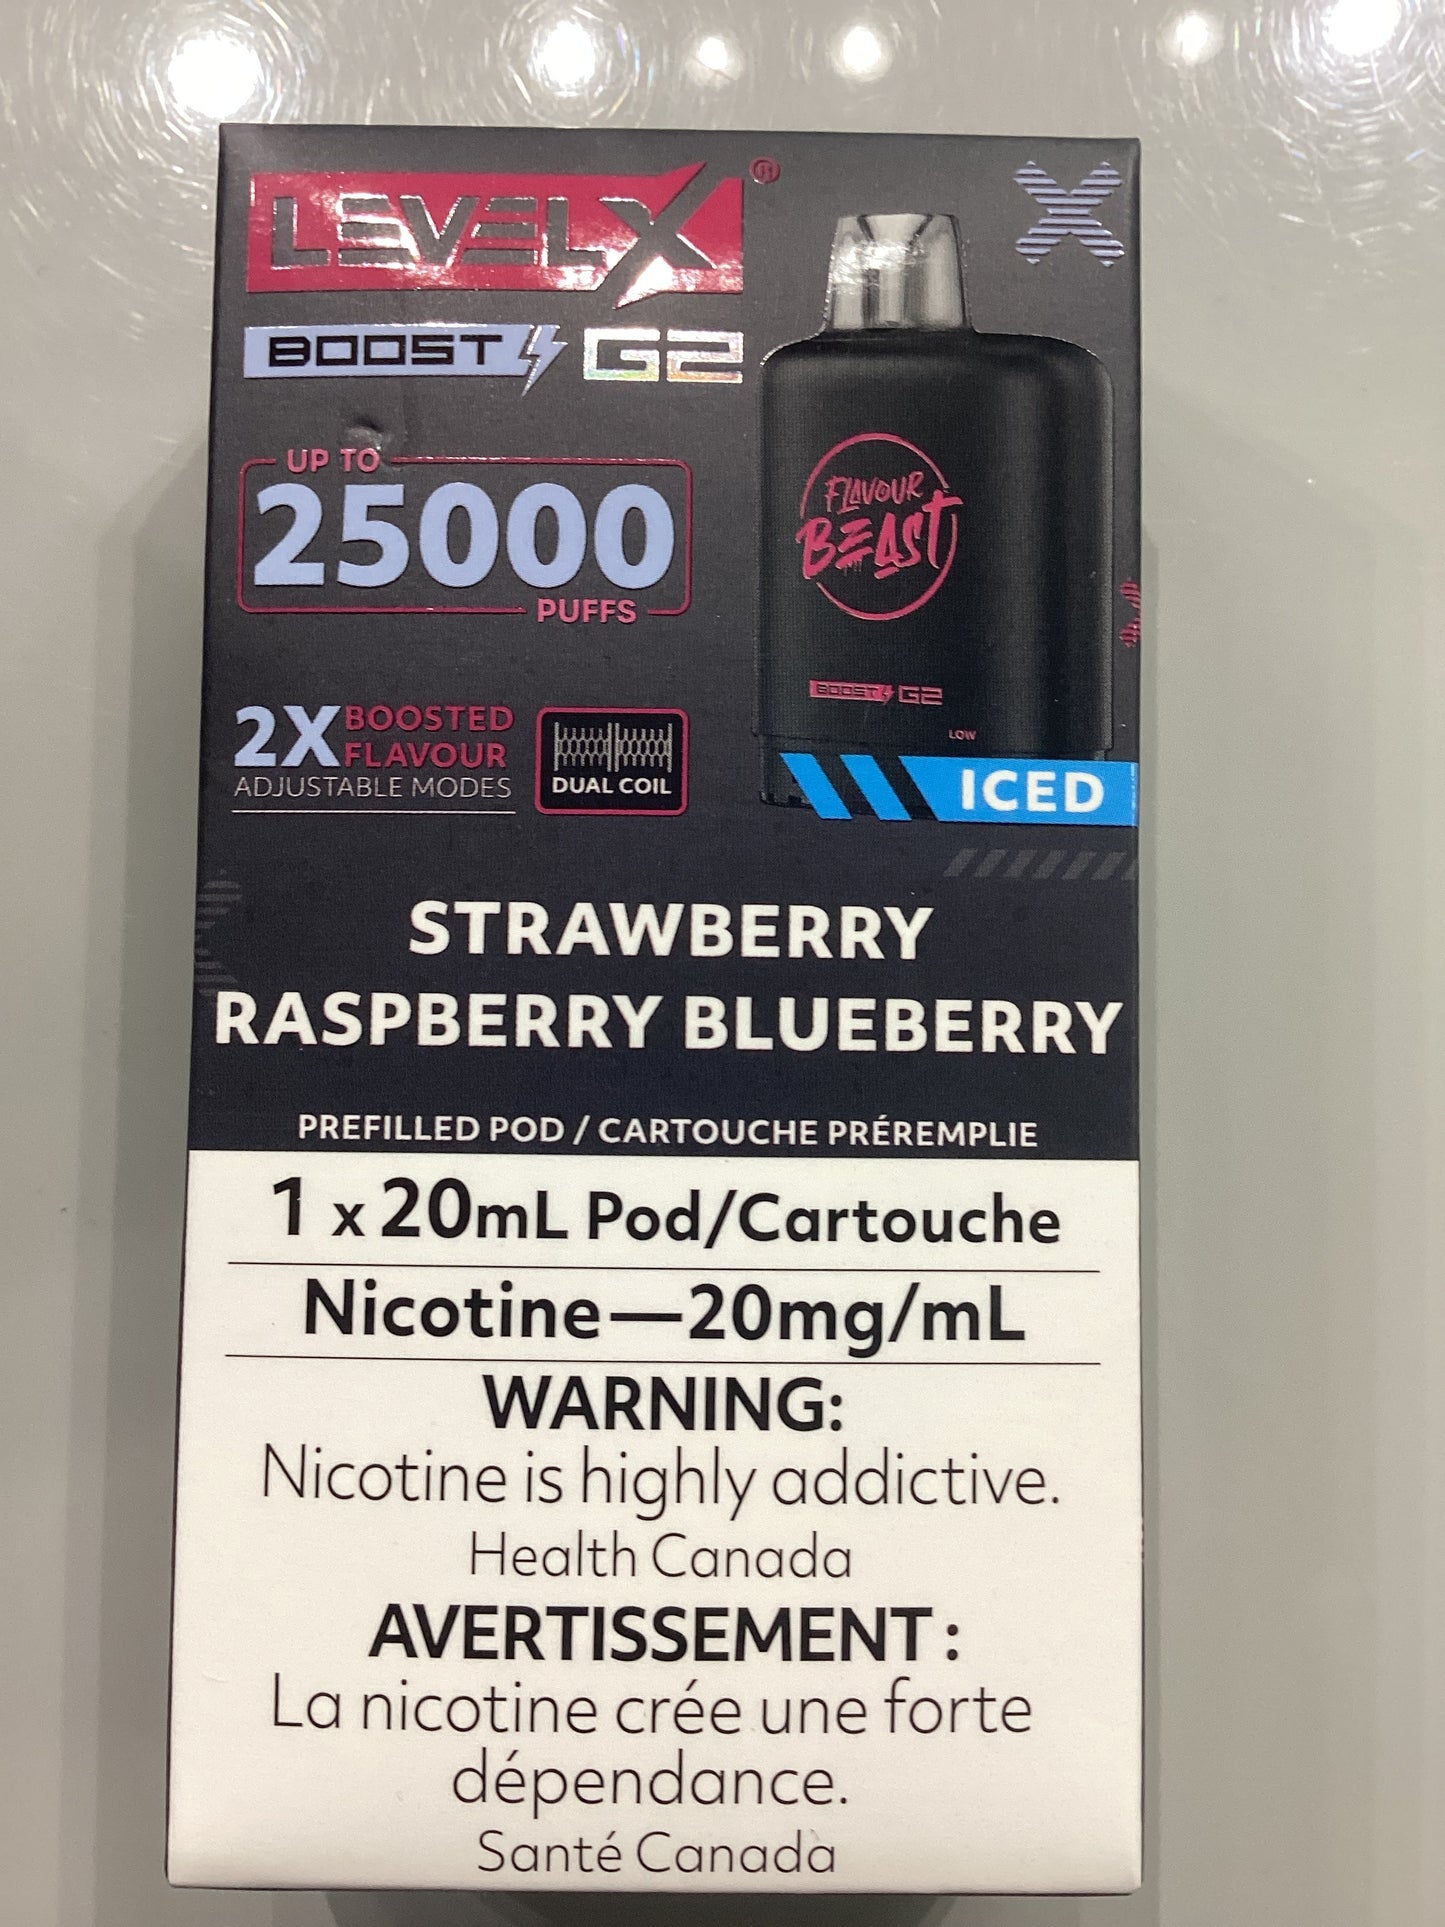 LEVELX®
BOOST G2
UP TO
25000
PUFFS
2X BOOSTED
FLAVOUR
ADJUSTABLE MODES
DUAL COIL
FLAVOUR
BEAST
BOOST G2
LOW
ICED
STRAWBERRY
RASPBERRY BLUEBERRY
PREFILLED POD / CARTOUCHE PRÉREMPLIE
1 x 20mL Pod/Cartouche
Nicotine—20mg/mL
WARNING:
Nicotine is highly addictive.
Health Canada
AVERTISSEMENT :
La nicotine crée une forte
dépendance.
Santé Canada